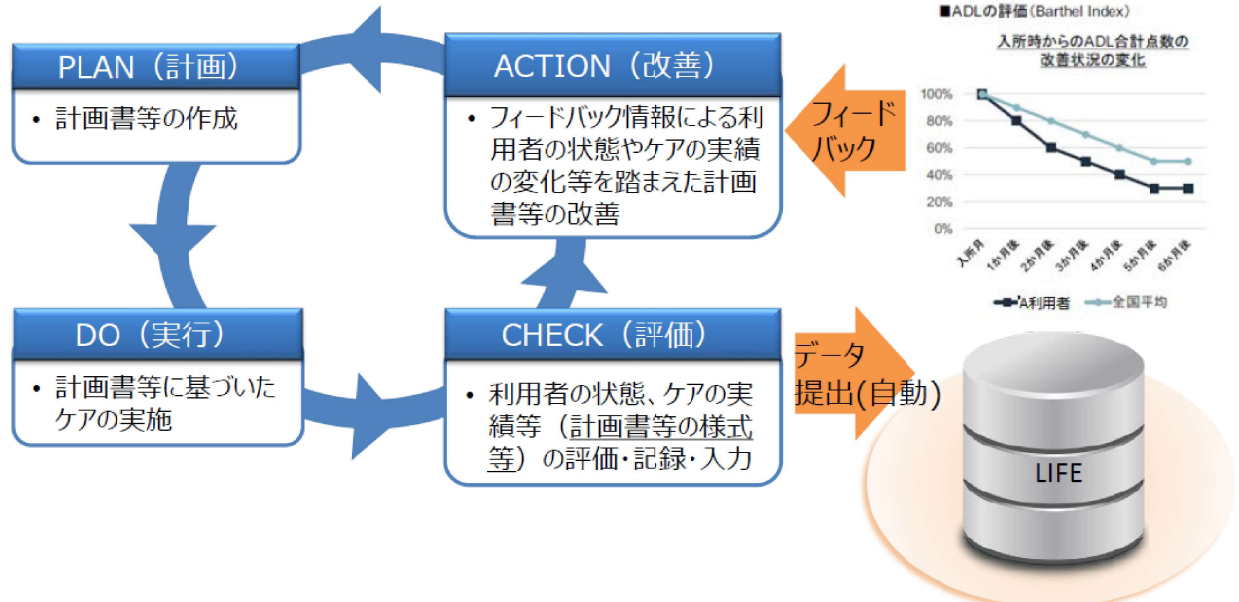 PLAN（計画）
• 計画書等の作成
ACTION（改善）
• フィードバック情報による利
用者の状態やケアの実績
の変化等を踏まえた計画
書等の改善
フィード
バック
■ADLの評価（Barthel Index）
入所時からのADL合計点数の
改善状況の変化
100%
80%
60%
40%
20%
0%
入所月
1か月後
2か月後
3か月後
4か月後
5か月後
6か月後
A利用者
全国平均
DO（実行）
• 計画書等に基づいた
ケアの実施
CHECK（評価）
• 利用者の状態、ケアの実
績等（計画書等の様式
等）の評価・記録・入力
データ
提出(自動)
LIFE